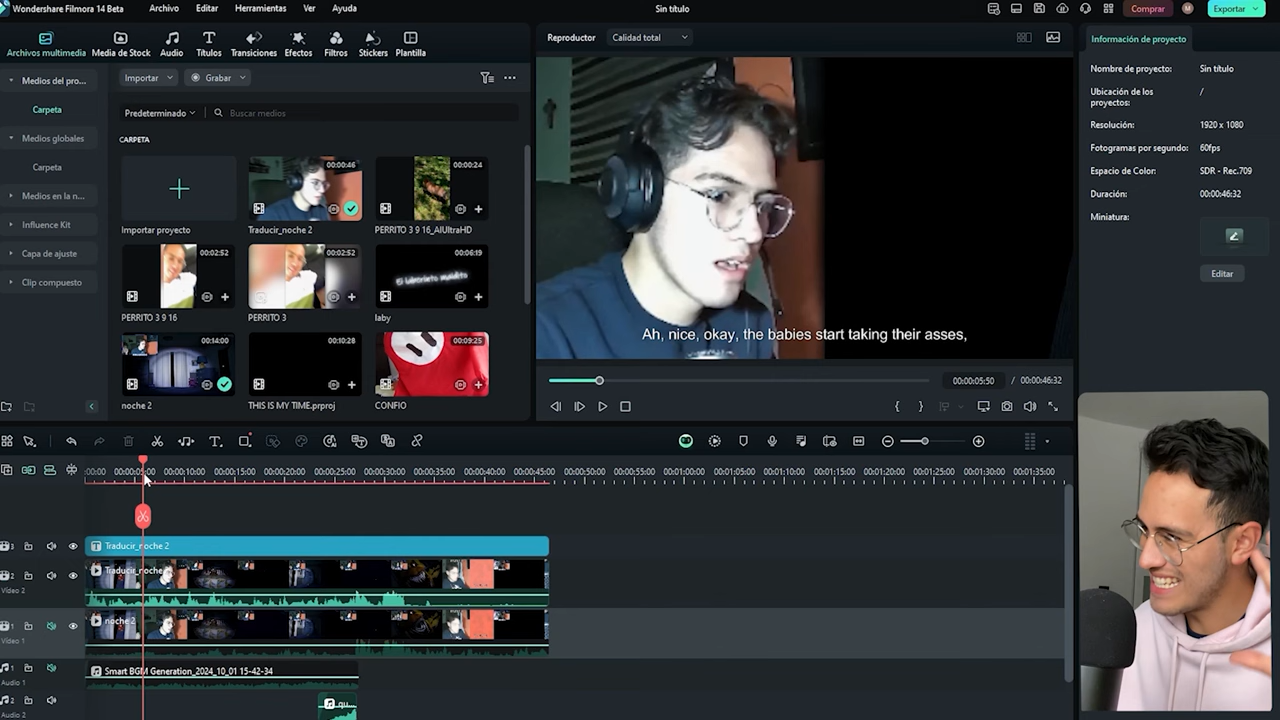 Wondershare Filmora 14 Beta
Archivo Editar Herramientas Ver Ayuda
Sin título
Comprar
M
Exportar
Archivos multimedia Media de Stock Audio Títulos Transiciones Efectos Filtros Stickers Plantilla
Reproductor Calidad total
Información de proyecto
Medios del pro...
Carpeta
Medios globales
Carpeta
Medios en la n...
Influence Kit
Capa de ajuste
Clip compuesto
Importar Grabar
Predeterminado Buscar medios
CARPETA
00:00:46 00:00:24
Importar proyecto Traducir_noche 2 PERRITO 3 9 16_AIUltraHD
00:02:52 00:02:52 00:06:19
El laberinto maldito
PERRITO 3 9 16 PERRITO 3 laby
00:14:00 00:10:28 00:09:25
noche 2 THIS IS MY TIME.prproj CONFIO
Ah, nice, okay, the babies start taking their asses,
00:00:05:50 / 00:00:46:32
Nombre de proyecto: Sin título
Ubicación de los proyectos: /
Resolución: 1920 x 1080
Fotogramas por segundo: 60fps
Espacio de Color: SDR - Rec.709
Duración: 00:00:46:32
Miniatura:
Editar
:00:00 00:00:05:00 00:00:10:00 00:00:15:00 00:00:20:00 00:00:25:00 00:00:30:00 00:00:35:00 00:00:40:00 00:00:45:00 00:00:50:00 00:00:55:00 00:01:00:00 00:01:05:00 00:01:10:00 00:01:15:00 00:01:20:00 00:01:25:00 00:01:30:00 00:01:35:00
3 Traducir_noche 2
2 Traducir_noche
Video 2
1 noche 2
Video 1
1 Smart BGM Generation_2024_10_01 15-42-34
Audio 1
2 qu...
Audio 2